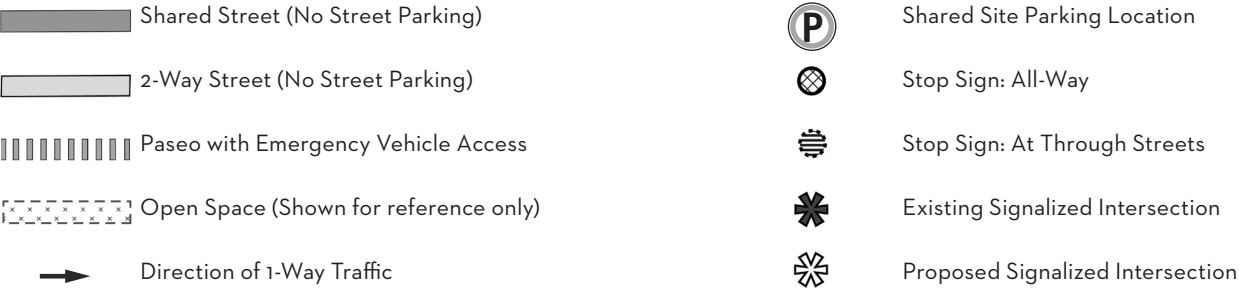 Shared Street (No Street Parking)
2-Way Street (No Street Parking)
Paseo with Emergency Vehicle Access
Open Space (Shown for reference only)
Direction of 1-Way Traffic
P
Shared Site Parking Location
Stop Sign: All-Way
Stop Sign: At Through Streets
Existing Signalized Intersection
Proposed Signalized Intersection